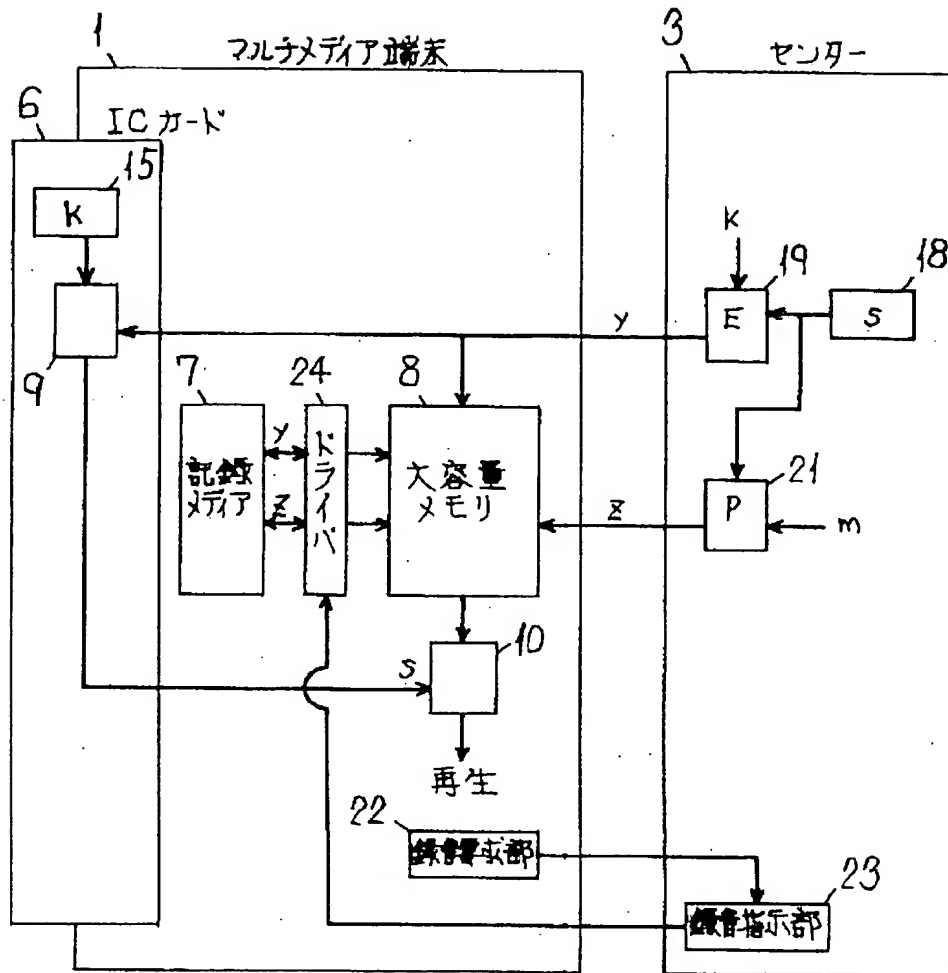 1
マルチメディア端末
3
センター
6
ICカード
15
K
K
19
18
E
S
y
9
7
24
8
y
z
記録
メディア
ドライバ
大容量
メモリ
z
P
21
m
10
S
再生
22
録音要求部
23
録音指示部